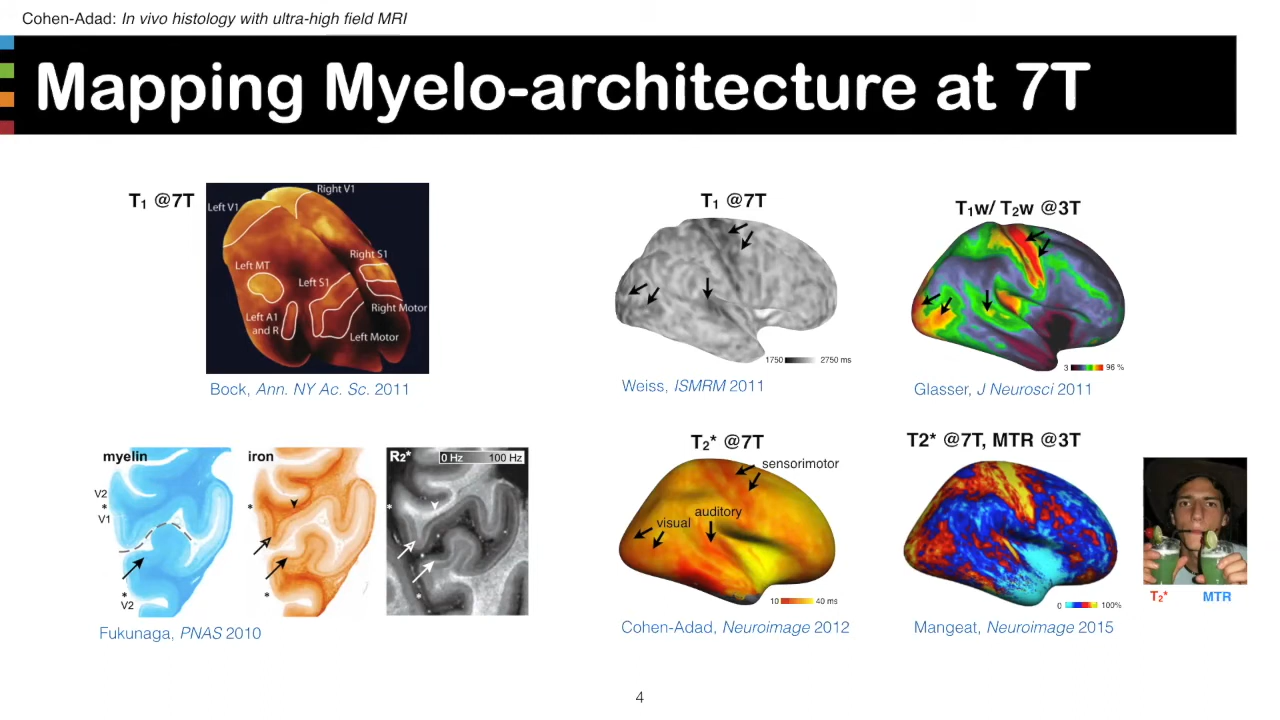 Cohen-Adad: In vivo histology with ultra-high field MRI
Mapping Myelo-architecture at 7T
T1 @7T
Right V1
Left V1
Right S1
Left MT
Left S1
Right Motor
Left A1
and R
Left Motor
Bock, Ann. NY Ac. Sc. 2011
T1 @7T
1750 2750 ms
Weiss, ISMRM 2011
T1w/ T2w @3T
3 96 %
Glasser, J Neurosci 2011
myelin
V2
*
V1
*
V2
iron
*
*
R2*
0 Hz 100 Hz
*
*
Fukunaga, PNAS 2010
T2* @7T
sensorimotor
auditory
visual
10 40 ms
Cohen-Adad, Neuroimage 2012
T2* @7T, MTR @3T
0 100%
Mangeat, Neuroimage 2015
T2* MTR
4